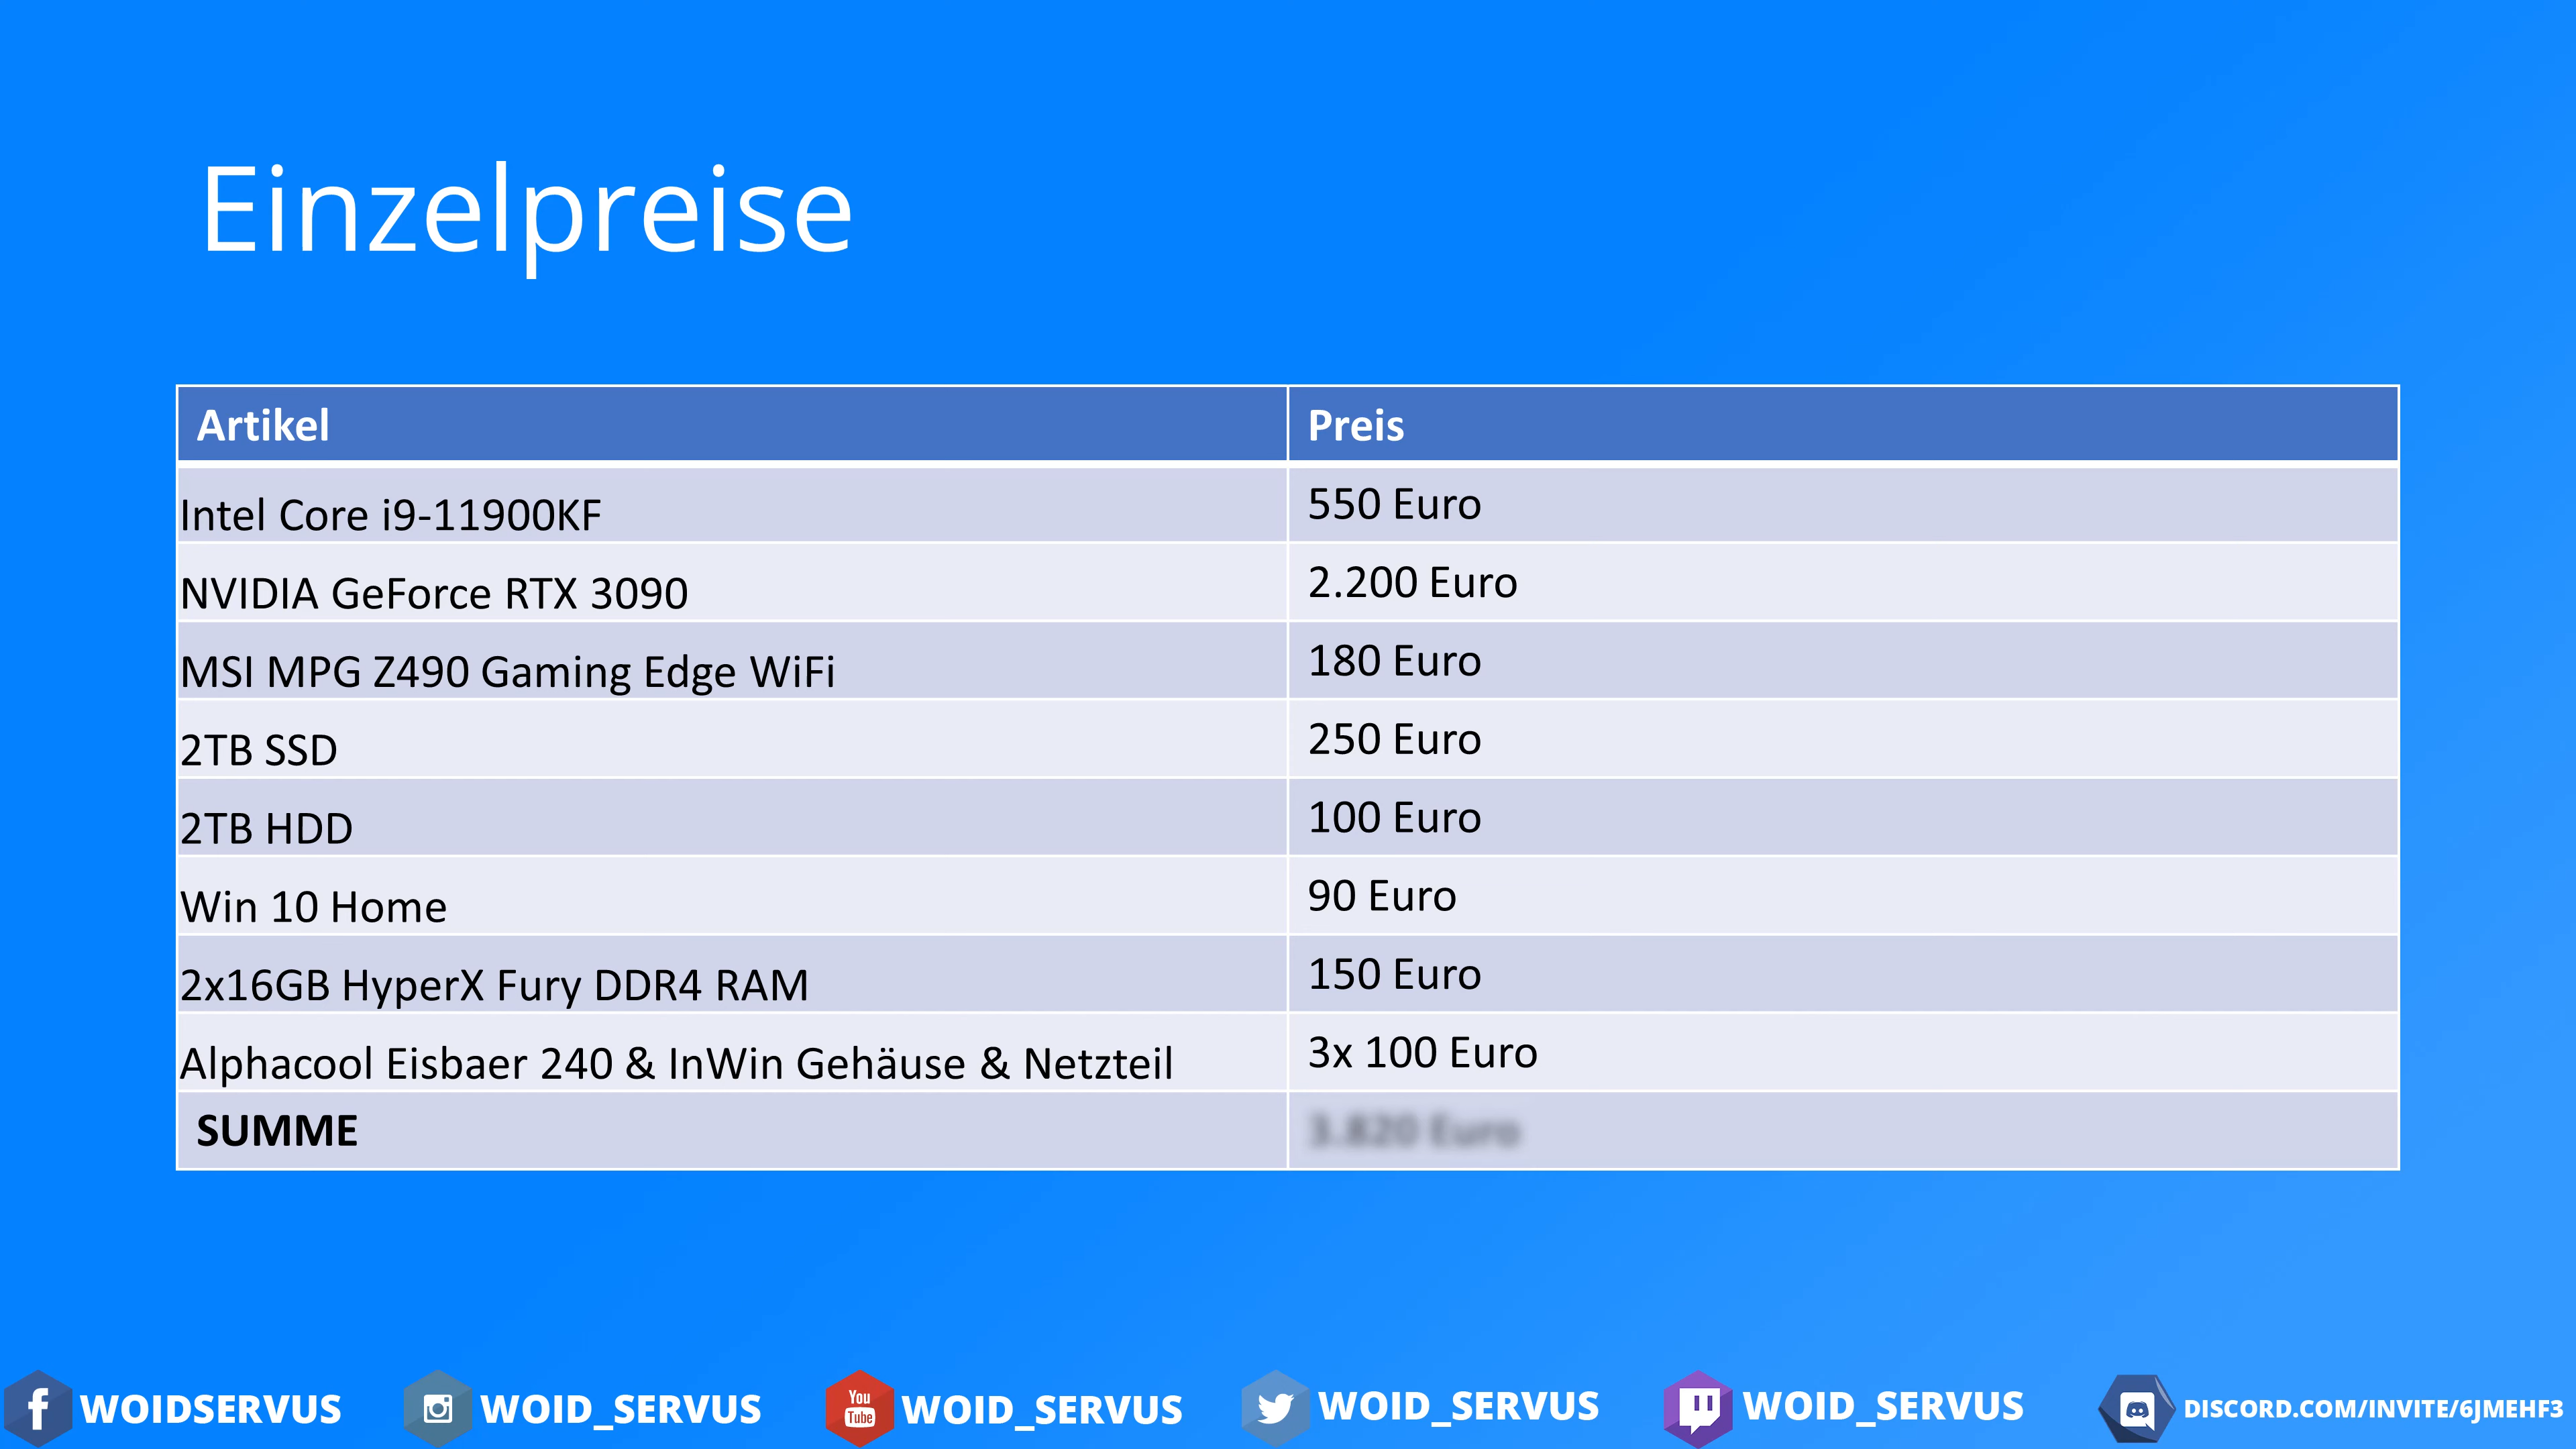 Einzelpreise
Artikel Preis
Intel Core i9-11900KF 550 Euro
NVIDIA GeForce RTX 3090 2.200 Euro
MSI MPG Z490 Gaming Edge WiFi 180 Euro
2TB SSD 250 Euro
2TB HDD 100 Euro
Win 10 Home 90 Euro
2x16GB HyperX Fury DDR4 RAM 150 Euro
Alphacool Eisbaer 240 & InWin Gehäuse & Netzteil 3x 100 Euro
SUMME 3.820 Euro
f WOIDSERVUS WOID_SERVUS You Tube WOID_SERVUS WOID_SERVUS WOID_SERVUS DISCORD.COM/INVITE/6JMEHF3